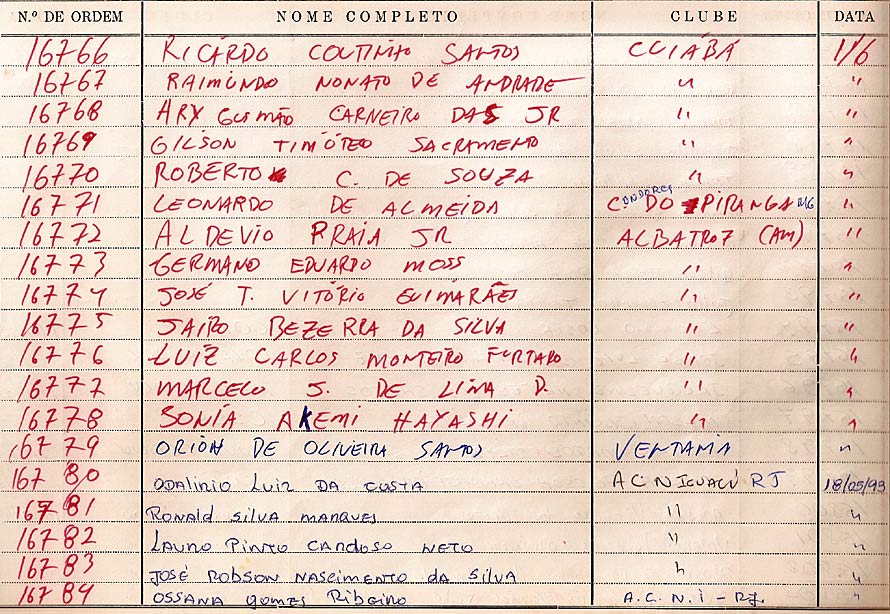 N.º DE ORDEM NOME COMPLETO CLUBE DATA
16766 RICARDO COUTINHO SANTOS CUIABÁ 1/6
16767 RAIMUNDO NONATO DE ANDRADE " "
16768 ARY GUSMÃO CARNEIRO DAS JR " "
16769 GILSON TIMÓTEO SACRAMENTO " "
16770 ROBERTO C. DE SOUZA " "
16771 LEONARDO DE ALMEIDA CONDORES DO PIRANGA MG "
16772 ALDEVIO PRAIA JR ALBATROZ (AM) "
16773 GERMANO EDUARDO MOSS " "
16774 JOSÉ T. VITÓRIO GUIMARÃES " "
16775 JAIRO BEZERRA DA SILVA " "
16776 LUIZ CARLOS MONTEIRO FURTADO " "
16777 MARCELO S. DE LIMA D. " "
16778 SONIA AKEMI HAYASHI " "
16779 ORION DE OLIVEIRA SANTOS VENTANIA "
16780 ODALINIO LUIZ DA COSTA A C N IGUAÇÚ RJ 18/05/93
16781 RONALD SILVA MARQUES " "
16782 LAURO PINTO CARDOSO NETO " "
16783 JOSÉ ROBSON NASCIMENTO da SILVA " "
16784 OSSANA GOMES RIBEIRO A.C.N.I - RJ. "